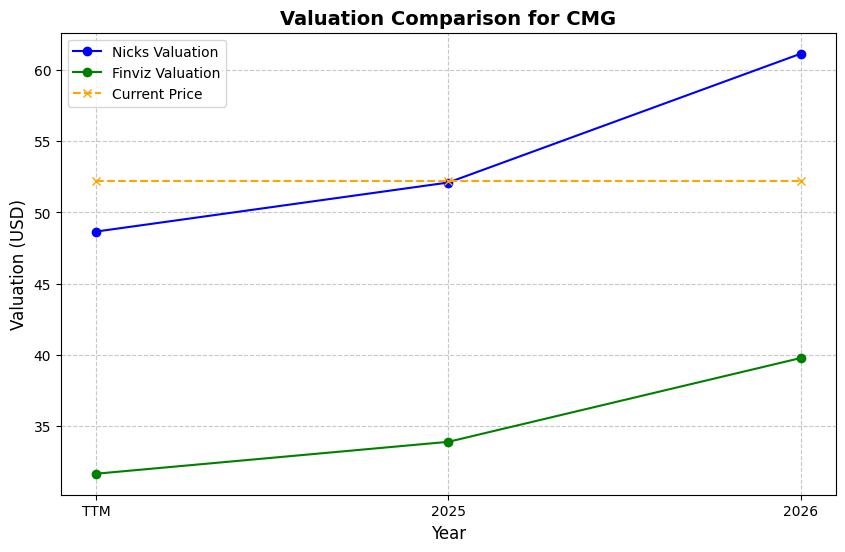 Valuation Comparison for CMG
Nicks Valuation
Finviz Valuation
Current Price
60
55
50
45
40
35
Valuation (USD)
TTM
2025
2026
Year